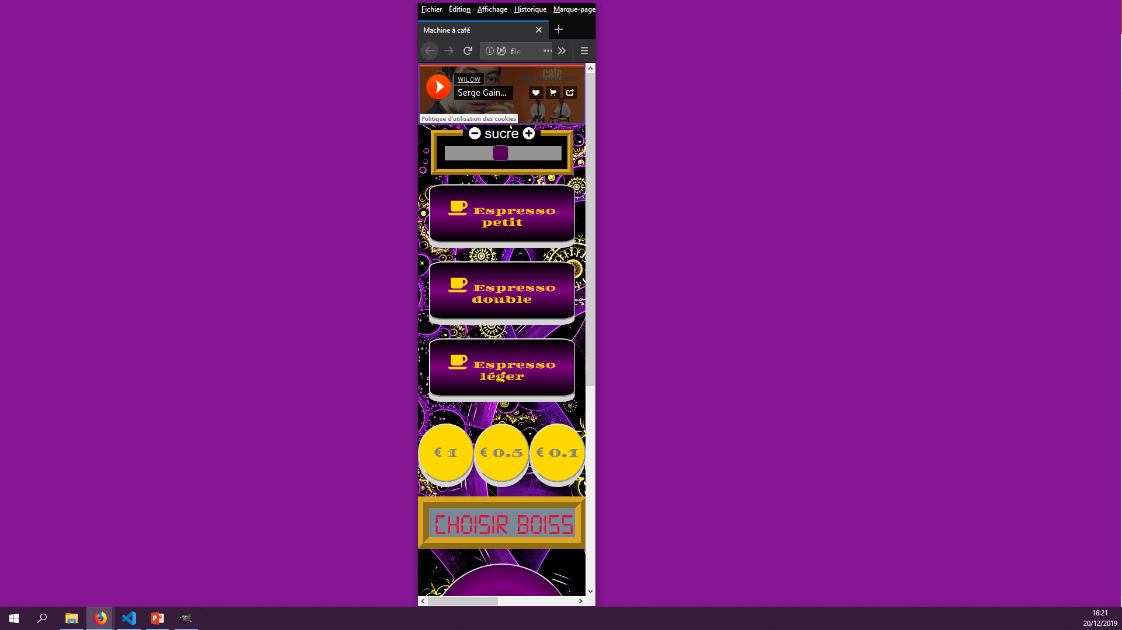 Fichier Édition Affichage Historique Marque-page
Machine à café
WILOW
Serge Gain...
Politique d'utilisation des cookies
sucre
Espresso
petit
Espresso
double
Espresso
léger
€ 1
€ 0.5
€ 0.1
CHOISIR BOISS
16:21
20/12/2019